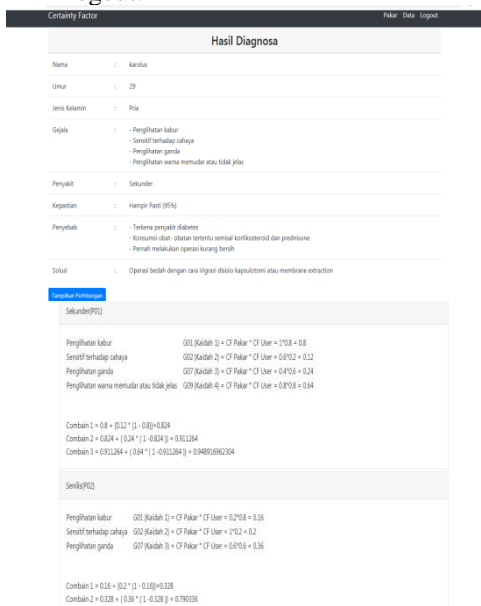 Certainty Factor Pakar Data Logout
Hasil Diagnosa
Nama : karolus
Umur : 29
Jenis Kelamin : Pria
Gejala : - Penglihatan kabur
- Sensitif terhadap cahaya
- Penglihatan ganda
- Penglihatan warna memudar atau tidak jelas
Penyakit : Sekunder
Kepastian : Hampir Pasti (95%)
Penyebab : - Terkena penyakit diabetes
- Konsumsi obat- obatan tertentu semisal kortikosteroid dan prednisone
- Pernah melakukan operasi kurang bersih
Solusi : Operasi bedah dengan cara irigrasi disisio kapsulotomi atau membrane extraction
Tampilkan Perhitungan
Sekunder(P01)
Penglihatan kabur G01 (Kaidah 1) = CF Pakar * CF User = 1*0.8 = 0.8
Sensitif terhadap cahaya G02 (Kaidah 2) = CF Pakar * CF User = 0.6*0.2 = 0.12
Penglihatan ganda G07 (Kaidah 3) = CF Pakar * CF User = 0.4*0.6 = 0.24
Penglihatan warna memudar atau tidak jelas G09 (Kaidah 4) = CF Pakar * CF User = 0.8*0.8 = 0.64
Combain 1 = 0.8 + (0.12 * (1 - 0.8))=0.824
Combain 2 = 0.824 + ( 0.24 * ( 1 -0.824 )) = 0.911264
Combain 3 = 0.911264 + ( 0.64 * ( 1 -0.911264 )) = 0.948916962304
Senilis(P02)
Penglihatan kabur G01 (Kaidah 1) = CF Pakar * CF User = 0.2*0.8 = 0.16
Sensitif terhadap cahaya G02 (Kaidah 2) = CF Pakar * CF User = 1*0.2 = 0.2
Penglihatan ganda G07 (Kaidah 3) = CF Pakar * CF User = 0.6*0.6 = 0.36
Combain 1 = 0.16 + (0.2 * (1 - 0.16))=0.328
Combain 2 = 0.328 + ( 0.36 * ( 1 -0.328 )) = 0.790336